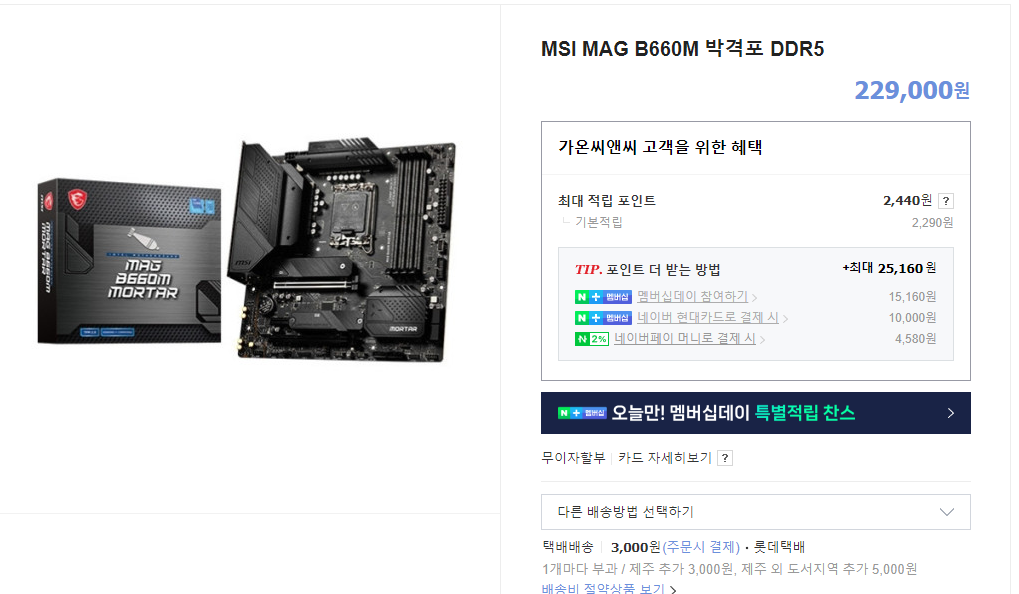 MSI MAG B660M 박격포 DDR5
229,000원
가온씨앤씨 고객을 위한 혜택
최대 적립 포인트 2,440원 ?
기본적립 2,290원
TIP. 포인트 더 받는 방법 +최대 25,160원
N + 멤버십 멤버십데이 참여하기 > 15,160원
N + 멤버십 네이버 현대카드로 결제 시 > 10,000원
N 2% 네이버페이 머니로 결제 시 > 4,580원
N + 멤버십 오늘만! 멤버십데이 특별적립 찬스 >
무이자할부 카드 자세히보기 ?
다른 배송방법 선택하기
택배배송 3,000원(주문시 결제) · 롯데택배
1개마다 부과 / 제주 추가 3,000원, 제주 외 도서지역 추가 5,000원
배송비 절약상품 보기 >
MAG
B660M
MORTAR
MAG B660M
MORTAR
msi
MORTAR